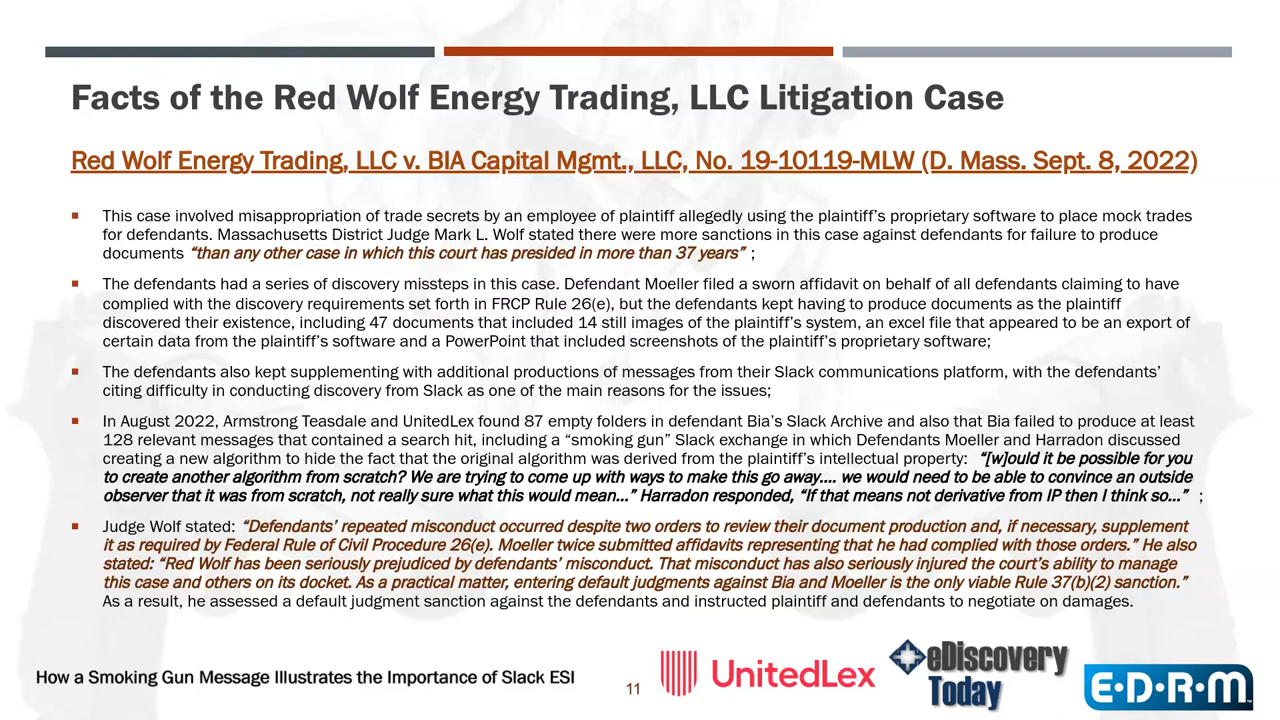 Facts of the Red Wolf Energy Trading, LLC Litigation Case
Red Wolf Energy Trading, LLC v. BIA Capital Mgmt., LLC, No. 19-10119-MLW (D. Mass. Sept. 8, 2022)
▪ This case involved misappropriation of trade secrets by an employee of plaintiff allegedly using the plaintiff's proprietary software to place mock trades
for defendants. Massachusetts District Judge Mark L. Wolf stated there were more sanctions in this case against defendants for failure to produce
documents "than any other case in which this court has presided in more than 37 years" ;
▪ The defendants had a series of discovery missteps in this case. Defendant Moeller filed a sworn affidavit on behalf of all defendants claiming to have
complied with the discovery requirements set forth in FRCP Rule 26(e), but the defendants kept having to produce documents as the plaintiff
discovered their existence, including 47 documents that included 14 still images of the plaintiff's system, an excel file that appeared to be an export of
certain data from the plaintiff's software and a PowerPoint that included screenshots of the plaintiff's proprietary software;
▪ The defendants also kept supplementing with additional productions of messages from their Slack communications platform, with the defendants'
citing difficulty in conducting discovery from Slack as one of the main reasons for the issues;
▪ In August 2022, Armstrong Teasdale and UnitedLex found 87 empty folders in defendant Bia's Slack Archive and also that Bia failed to produce at least
128 relevant messages that contained a search hit, including a "smoking gun" Slack exchange in which Defendants Moeller and Harradon discussed
creating a new algorithm to hide the fact that the original algorithm was derived from the plaintiff's intellectual property: "[w]ould it be possible for you
to create another algorithm from scratch? We are trying to come up with ways to make this go away.... we would need to be able to convince an outside
observer that it was from scratch, not really sure what this would mean..." Harradon responded, "If that means not derivative from IP then I think so..." ;
▪ Judge Wolf stated: "Defendants' repeated misconduct occurred despite two orders to review their document production and, if necessary, supplement
it as required by Federal Rule of Civil Procedure 26(e). Moeller twice submitted affidavits representing that he had complied with those orders." He also
stated: "Red Wolf has been seriously prejudiced by defendants' misconduct. That misconduct has also seriously injured the court's ability to manage
this case and others on its docket. As a practical matter, entering default judgments against Bia and Moeller is the only viable Rule 37(b)(2) sanction."
As a result, he assessed a default judgment sanction against the defendants and instructed plaintiff and defendants to negotiate on damages.
How a Smoking Gun Message Illustrates the Importance of Slack ESI
11
UnitedLex
eDiscovery
Today
E·D·R·M